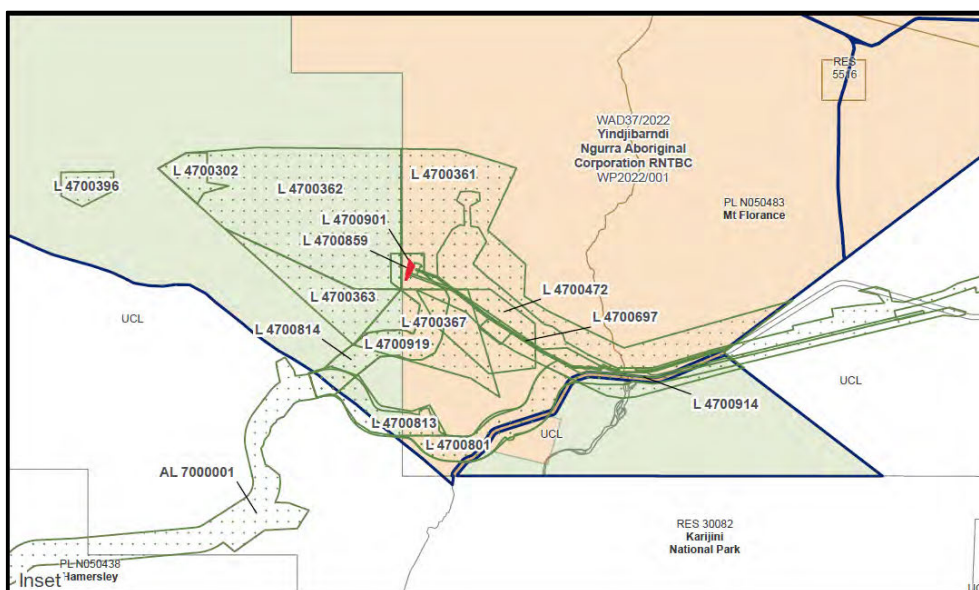 RES
5516
WAD37/2022
Yindjibarndi
Ngurra Aboriginal
Corporation RNTBC
WP2022/001
L 4700302
L 4700361
L 4700396
L 4700362
PL N050483
Mt Florance
L 4700901
L 4700859
L 4700472
L 4700363
UCL
L 4700367
L 4700697
L 4700814
L 4700919
UCL
L 4700914
L 4700813
UCL
L 4700801
AL 7000001
RES 30082
Karijini
National Park
PL N050438
Hamersley
Inset